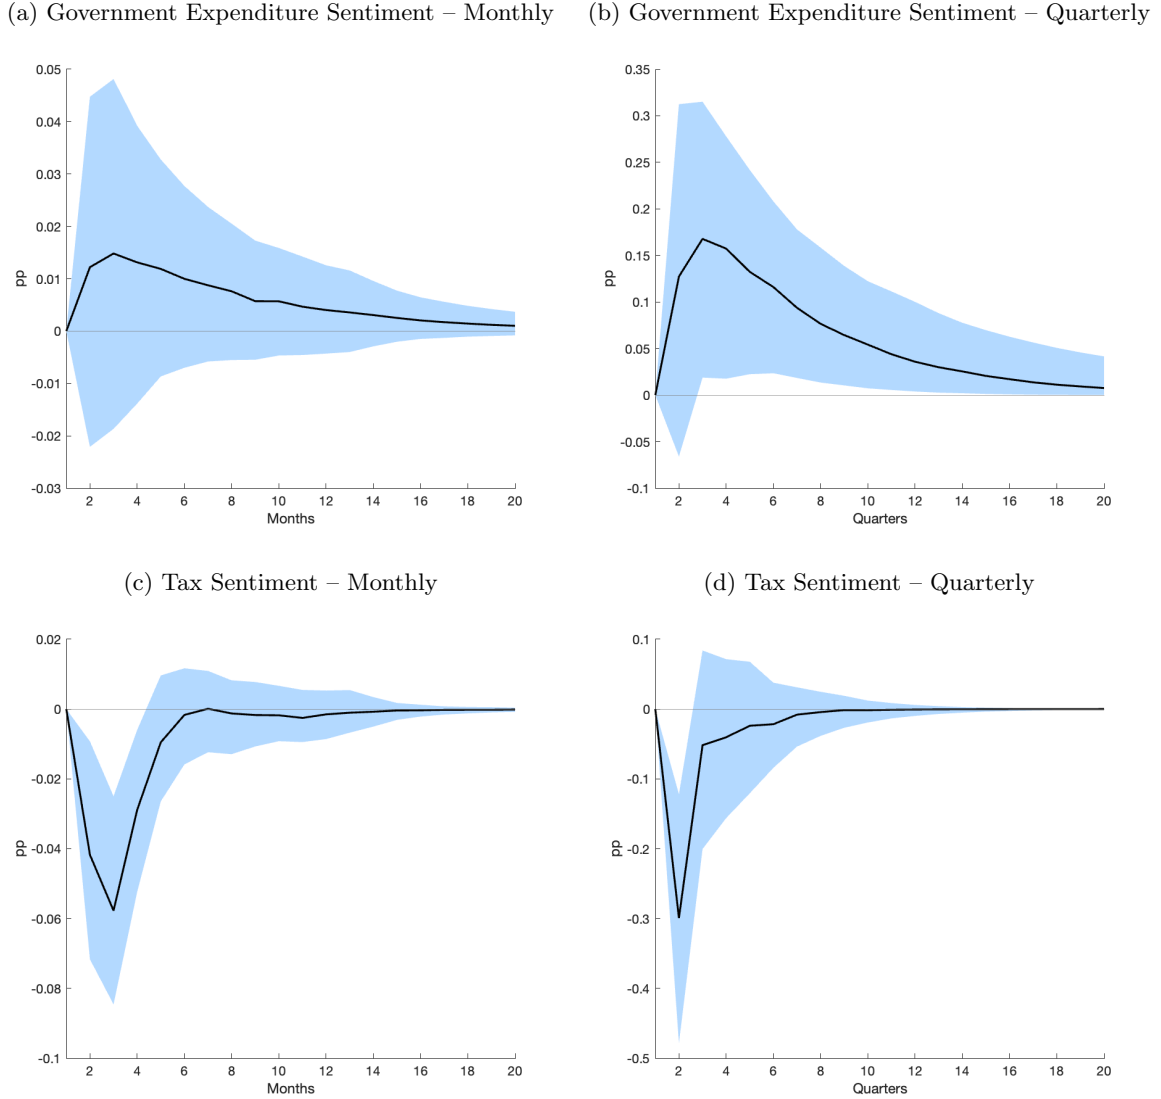 (a) Government Expenditure Sentiment – Monthly
0.05
0.04
0.03
0.02
0.01
0
-0.01
-0.02
-0.03
pp
2 4 6 8 10 12 14 16 18 20
Months
(b) Government Expenditure Sentiment – Quarterly
0.35
0.3
0.25
0.2
0.15
0.1
0.05
0
-0.05
-0.1
pp
2 4 6 8 10 12 14 16 18 20
Quarters
(c) Tax Sentiment – Monthly
0.02
0
-0.02
-0.04
-0.06
-0.08
-0.1
pp
2 4 6 8 10 12 14 16 18 20
Months
(d) Tax Sentiment – Quarterly
0.1
0
-0.1
-0.2
-0.3
-0.4
-0.5
pp
2 4 6 8 10 12 14 16 18 20
Quarters